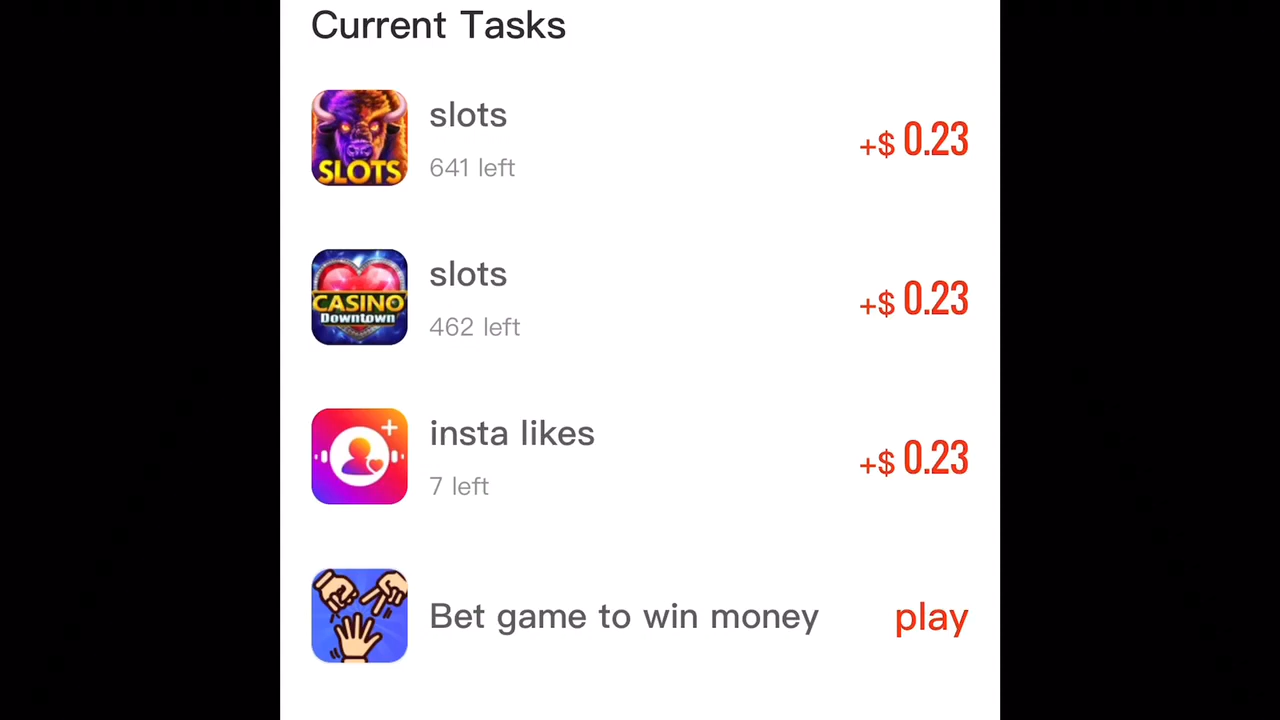 Current Tasks
SLOTS
slots
641 left
+$ 0.23
CASINO
Downtown
slots
462 left
+$ 0.23
insta likes
7 left
+$ 0.23
Bet game to win money
play